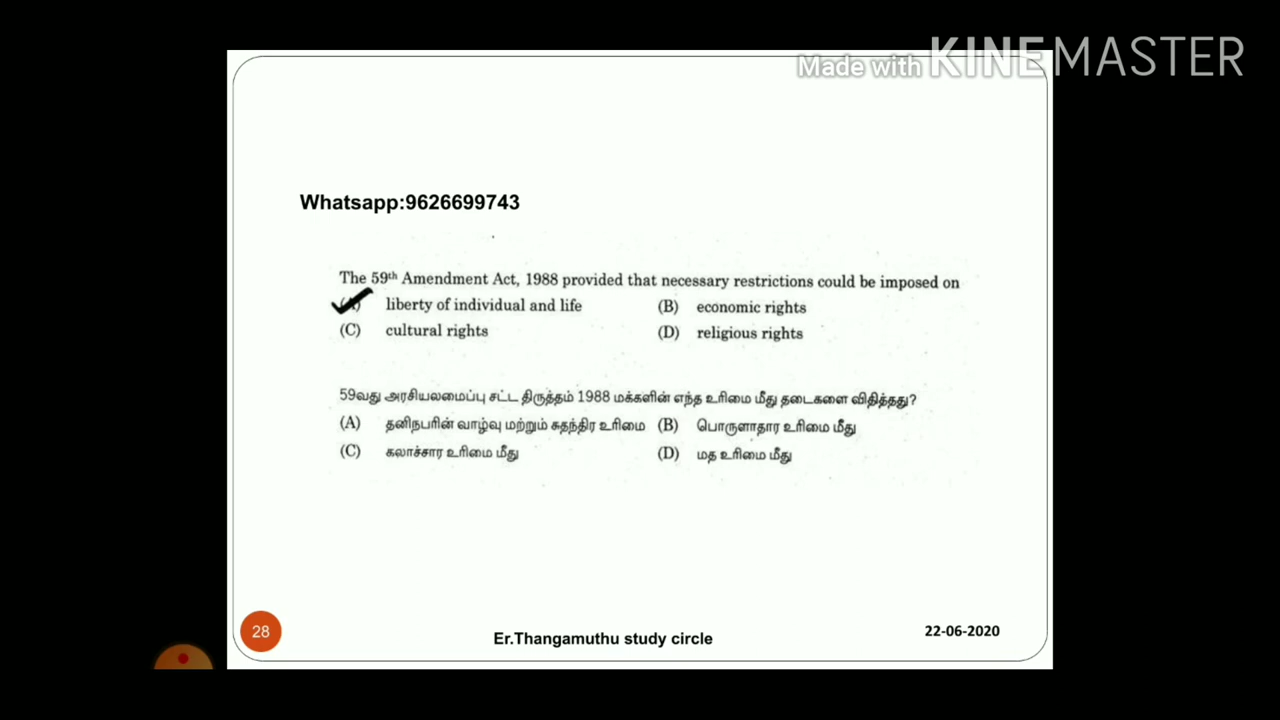 Made with KINEMASTER
Whatsapp:9626699743
The 59th Amendment Act, 1988 provided that necessary restrictions could be imposed on
(A) liberty of individual and life (B) economic rights
(C) cultural rights (D) religious rights
59வது அரசியலமைப்பு சட்ட திருத்தம் 1988 மக்களின் எந்த உரிமை மீது தடைகளை விதித்தது?
(A) தனிநபரின் வாழ்வு மற்றும் சுதந்திர உரிமை (B) பொருளாதார உரிமை மீது
(C) கலாச்சார உரிமை மீது (D) மத உரிமை மீது
28
Er.Thangamuthu study circle
22-06-2020